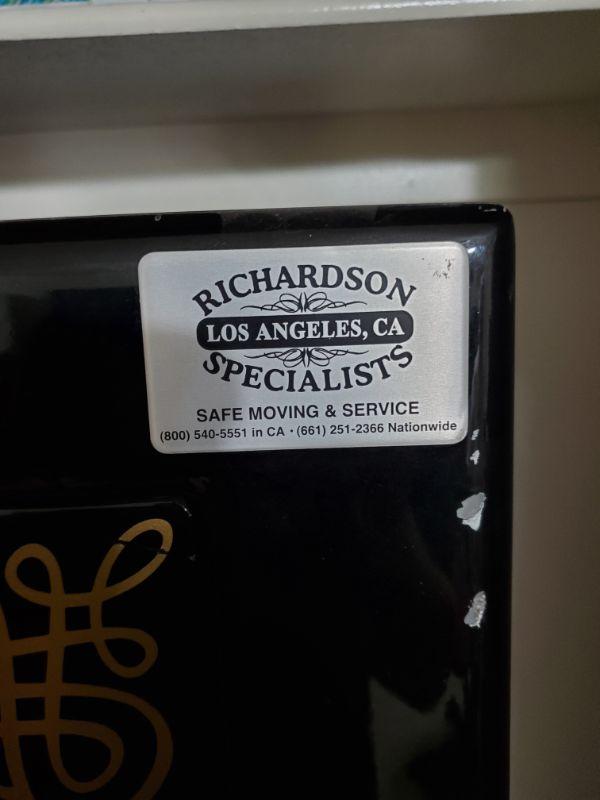 RICHARDSON
LOS ANGELES, CA
SPECIALISTS
SAFE MOVING & SERVICE
(800) 540-5551 in CA • (661) 251-2366 Nationwide